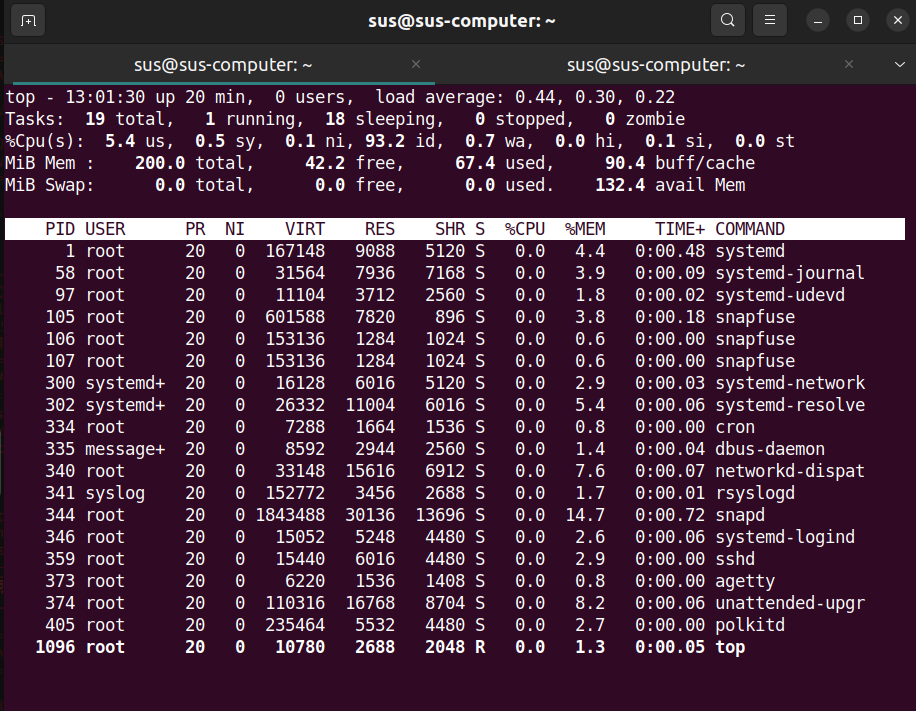 sus@sus-computer: ~
sus@sus-computer: ~ × sus@sus-computer: ~ ×
top - 13:01:30 up 20 min,  0 users,  load average: 0.44, 0.30, 0.22
Tasks:  19 total,   1 running,  18 sleeping,   0 stopped,   0 zombie
%Cpu(s):  5.4 us,  0.5 sy,  0.1 ni, 93.2 id,  0.7 wa,  0.0 hi,  0.1 si,  0.0 st
MiB Mem :    200.0 total,     42.2 free,     67.4 used,     90.4 buff/cache
MiB Swap:      0.0 total,      0.0 free,      0.0 used.    132.4 avail Mem
PID USER      PR  NI    VIRT    RES    SHR S  %CPU  %MEM     TIME+ COMMAND
1 root      20   0  167148   9088   5120 S   0.0   4.4   0:00.48 systemd
58 root      20   0   31564   7936   7168 S   0.0   3.9   0:00.09 systemd-journal
97 root      20   0   11104   3712   2560 S   0.0   1.8   0:00.02 systemd-udevd
105 root      20   0  601588   7820    896 S   0.0   3.8   0:00.18 snapfuse
106 root      20   0  153136   1284   1024 S   0.0   0.6   0:00.00 snapfuse
107 root      20   0  153136   1284   1024 S   0.0   0.6   0:00.00 snapfuse
300 systemd+  20   0   16128   6016   5120 S   0.0   2.9   0:00.03 systemd-network
302 systemd+  20   0   26332  11004   6016 S   0.0   5.4   0:00.06 systemd-resolve
334 root      20   0    7288   1664   1536 S   0.0   0.8   0:00.00 cron
335 message+  20   0    8592   2944   2560 S   0.0   1.4   0:00.04 dbus-daemon
340 root      20   0   33148  15616   6912 S   0.0   7.6   0:00.07 networkd-dispat
341 syslog    20   0  152772   3456   2688 S   0.0   1.7   0:00.01 rsyslogd
344 root      20   0 1843488  30136  13696 S   0.0  14.7   0:00.72 snapd
346 root      20   0   15052   5248   4480 S   0.0   2.6   0:00.06 systemd-logind
359 root      20   0   15440   6016   4480 S   0.0   2.9   0:00.00 sshd
373 root      20   0    6220   1536   1408 S   0.0   0.8   0:00.00 agetty
374 root      20   0  110316  16768   8704 S   0.0   8.2   0:00.06 unattended-upgr
405 root      20   0  235464   5532   4480 S   0.0   2.7   0:00.00 polkitd
1096 root      20   0   10780   2688   2048 R   0.0   1.3   0:00.05 top